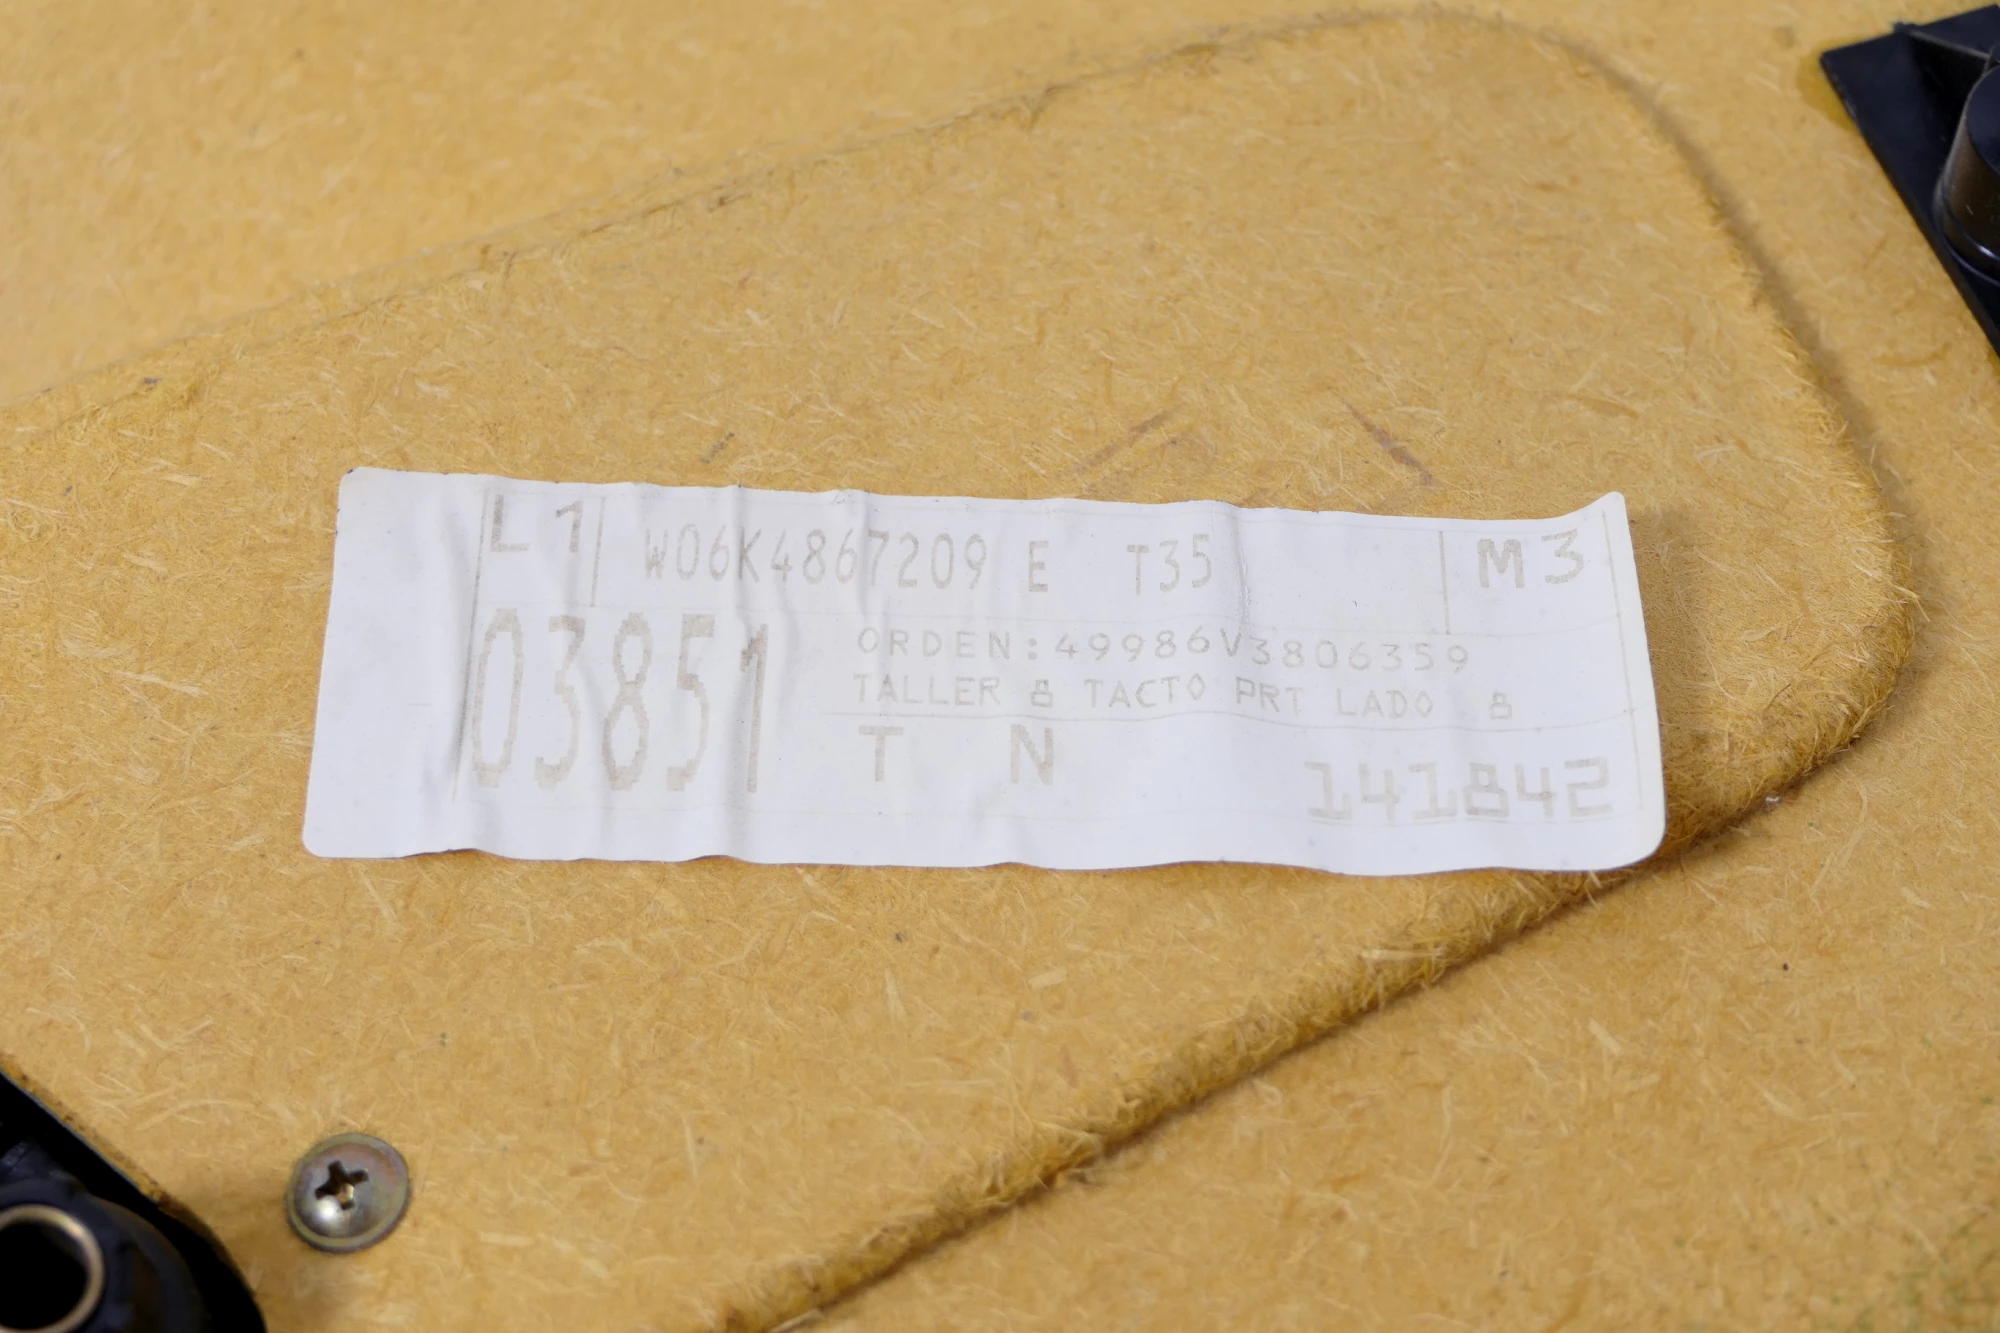 L1 W06K4867209 E T35 M3
03851 ORDEN:49986V3806359
TALLER 8 TACTO PRT LADO 8
T N 141842